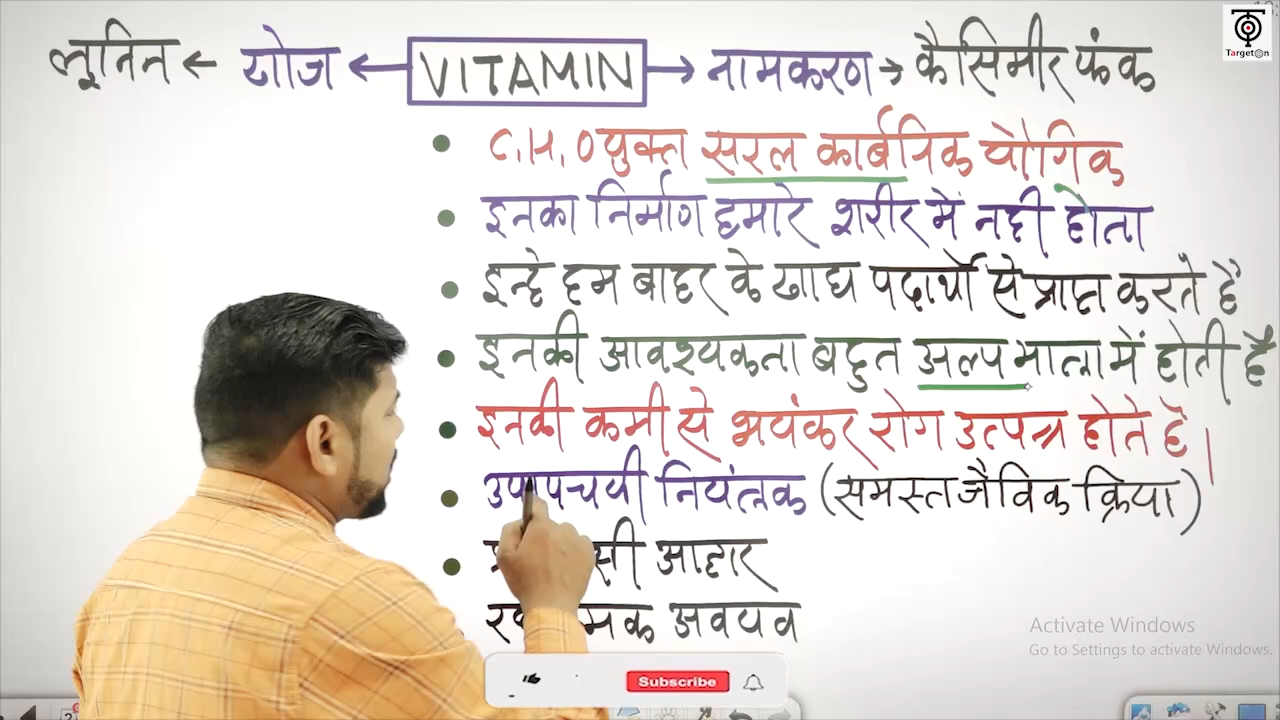 TargetOn
लूनिन ← खोज ← VITAMIN → नामकरण → कैसिमीर फंक
C, H, O युक्त सरल कार्बनिक यौगिक
इनका निर्माण हमारे शरीर में नही होता
इन्हे हम बाहर के खाद्य पदार्थो से प्राप्त करते है
इनकी आवश्यकता बहुत अल्प मात्रा में होती है
इनकी कमी से भयंकर रोग उत्पन्न होते है।
उपापचयी नियंत्रक (समस्त जैविक क्रिया)
आहार
अवयव
Activate Windows
Go to Settings to activate Windows.
Subscribe